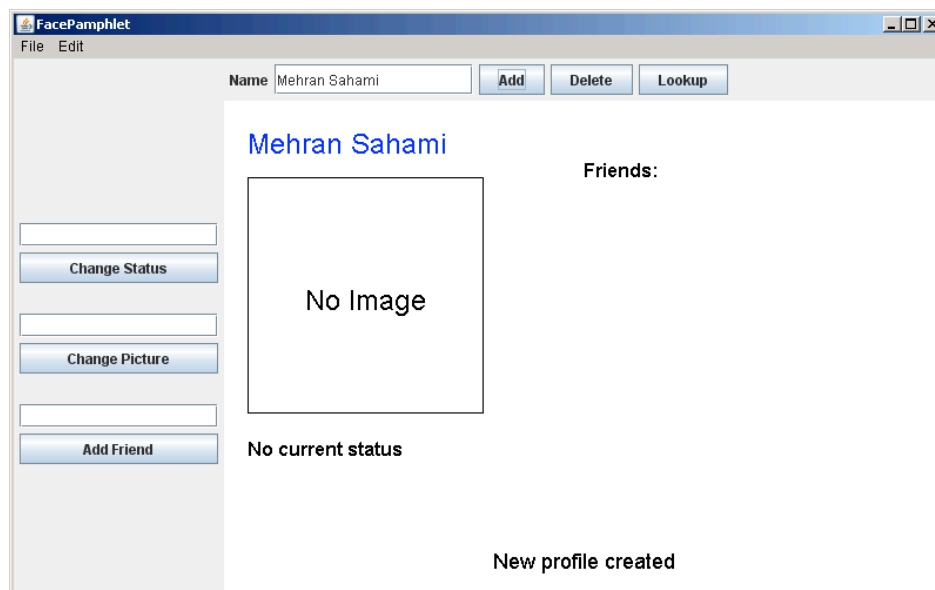 FacePamphlet
File Edit
Name Mehran Sahami Add Delete Lookup
Mehran Sahami
Friends:
No Image
Change Status
Change Picture
Add Friend
No current status
New profile created